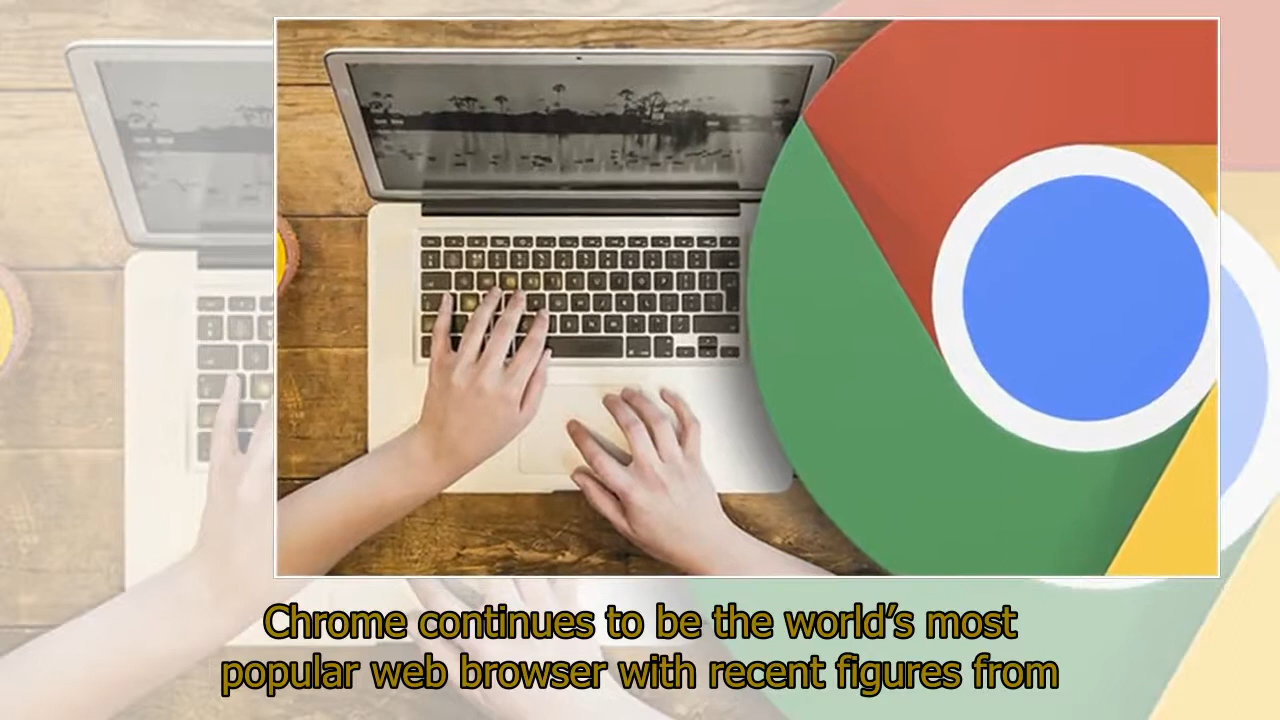 Chrome continues to be the world’s most
popular web browser with recent figures from